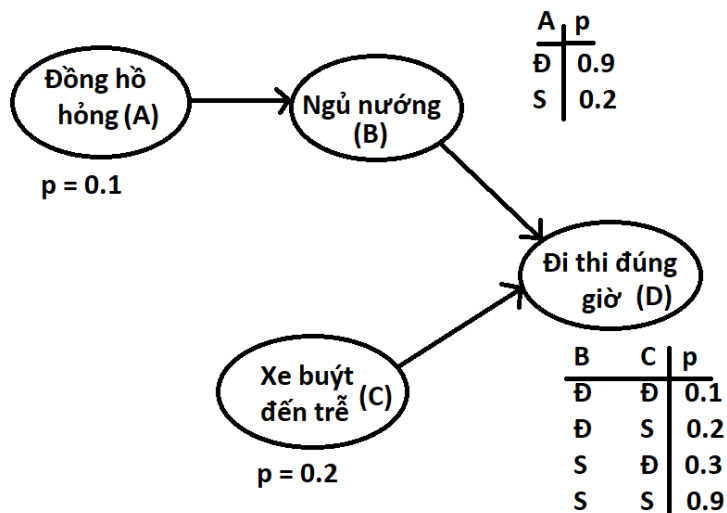 A p
Đ 0.9
S 0.2
Đồng hồ
hỏng (A)
p = 0.1
Ngủ nướng
(B)
Đi thi đúng
giờ (D)
Xe buýt
đến trễ (C)
p = 0.2
B C p
Đ Đ 0.1
Đ S 0.2
S Đ 0.3
S S 0.9